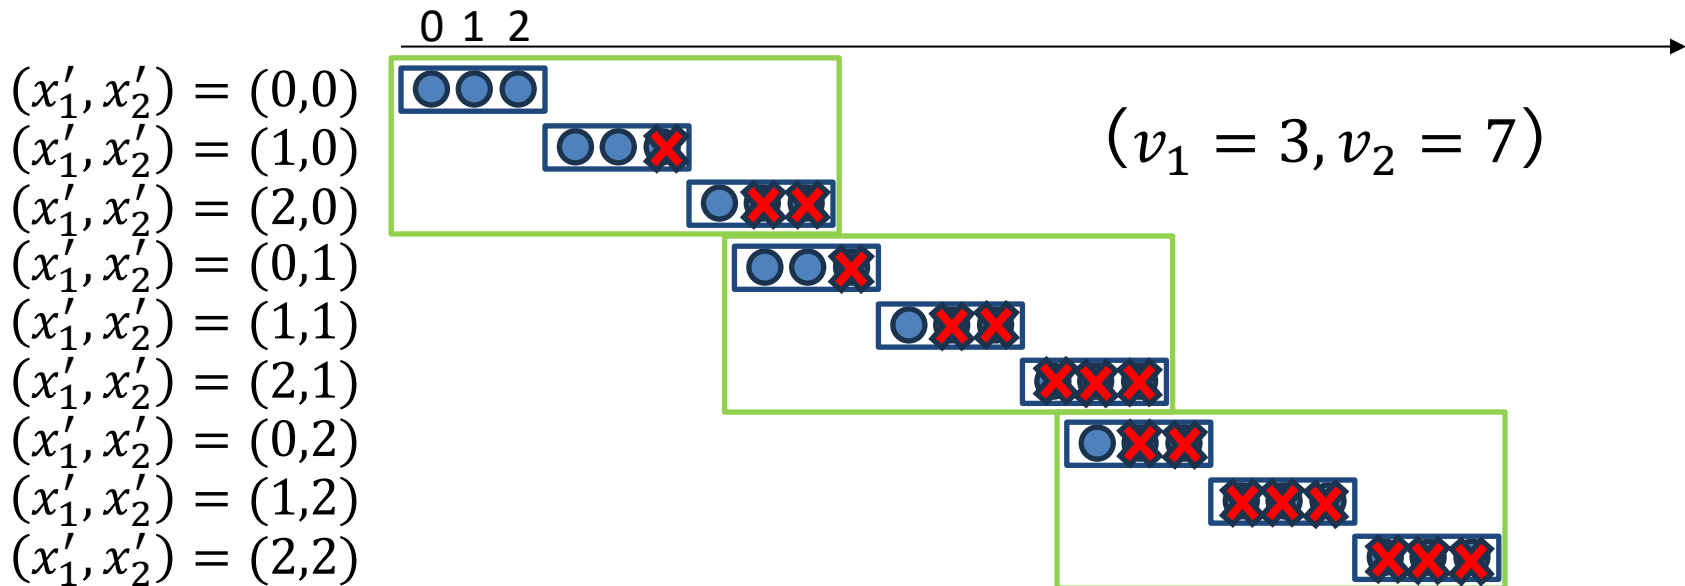 0 1 2
(x′₁, x′₂) = (0,0)
(v₁ = 3, v₂ = 7)
(x′₁, x′₂) = (1,0)
(x′₁, x′₂) = (2,0)
(x′₁, x′₂) = (0,1)
(x′₁, x′₂) = (1,1)
(x′₁, x′₂) = (2,1)
(x′₁, x′₂) = (0,2)
(x′₁, x′₂) = (1,2)
(x′₁, x′₂) = (2,2)